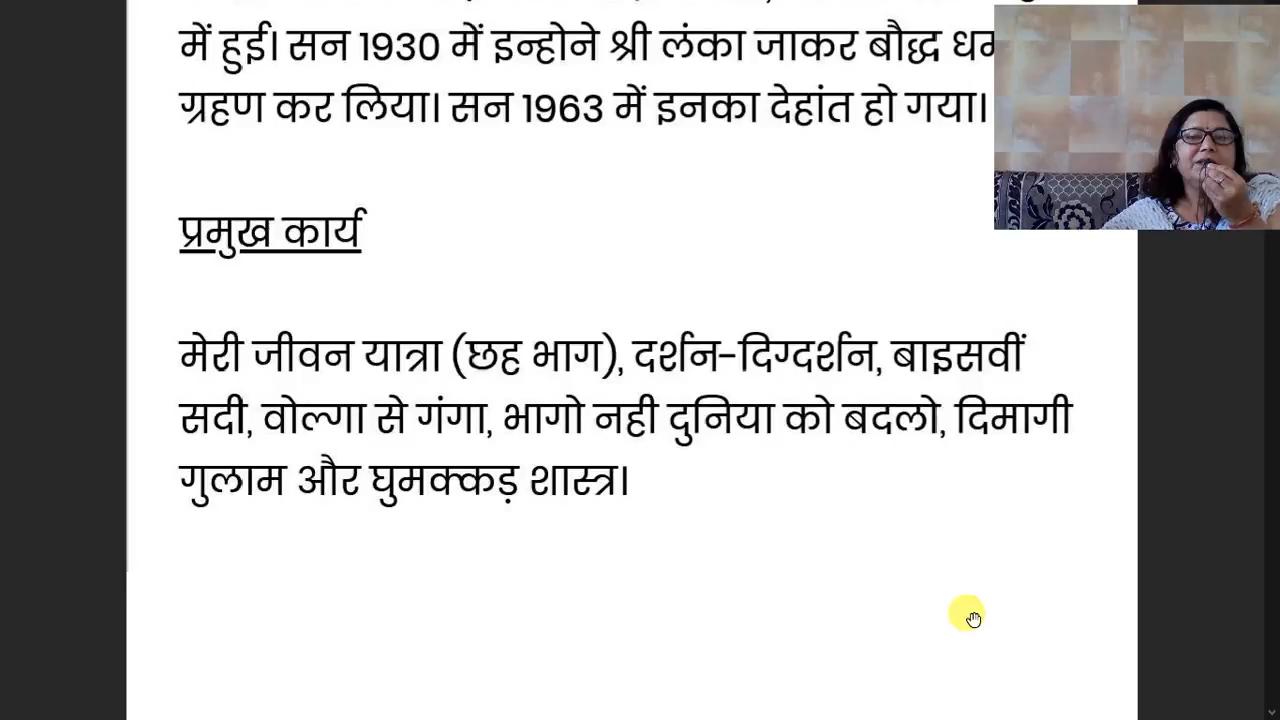 में हुई। सन 1930 में इन्होने श्री लंका जाकर बौद्ध
ग्रहण कर लिया। सन 1963 में इनका देहांत हो गया।
प्रमुख कार्य
मेरी जीवन यात्रा (छह भाग), दर्शन-दिग्दर्शन, बाइसवीं
सदी, वोल्गा से गंगा, भागो नही दुनिया को बदलो, दिमागी
गुलाम और घुमक्कड़ शास्त्र।